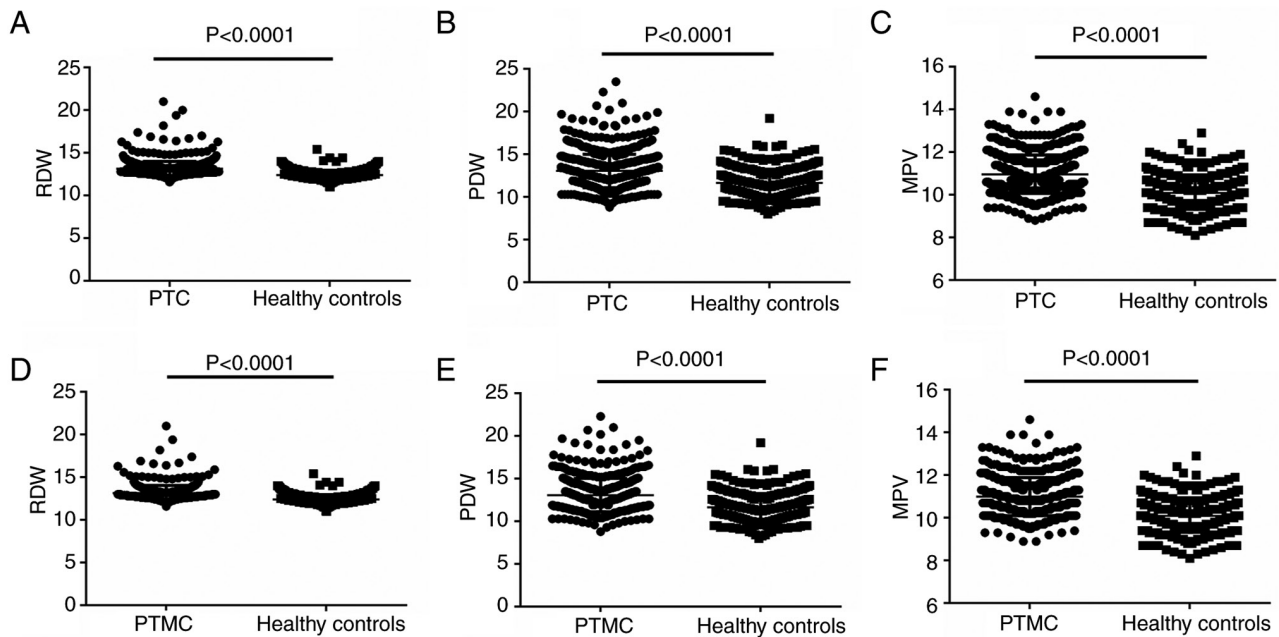 A
P<0.0001
RDW
25
20
15
10
5
0
PTC Healthy controls
B
P<0.0001
PDW
25
20
15
10
5
0
PTC Healthy controls
C
P<0.0001
MPV
16
14
12
10
8
6
PTC Healthy controls
D
P<0.0001
RDW
25
20
15
10
5
0
PTMC Healthy controls
E
P<0.0001
PDW
25
20
15
10
5
0
PTMC Healthy controls
F
P<0.0001
MPV
16
14
12
10
8
6
PTMC Healthy controls